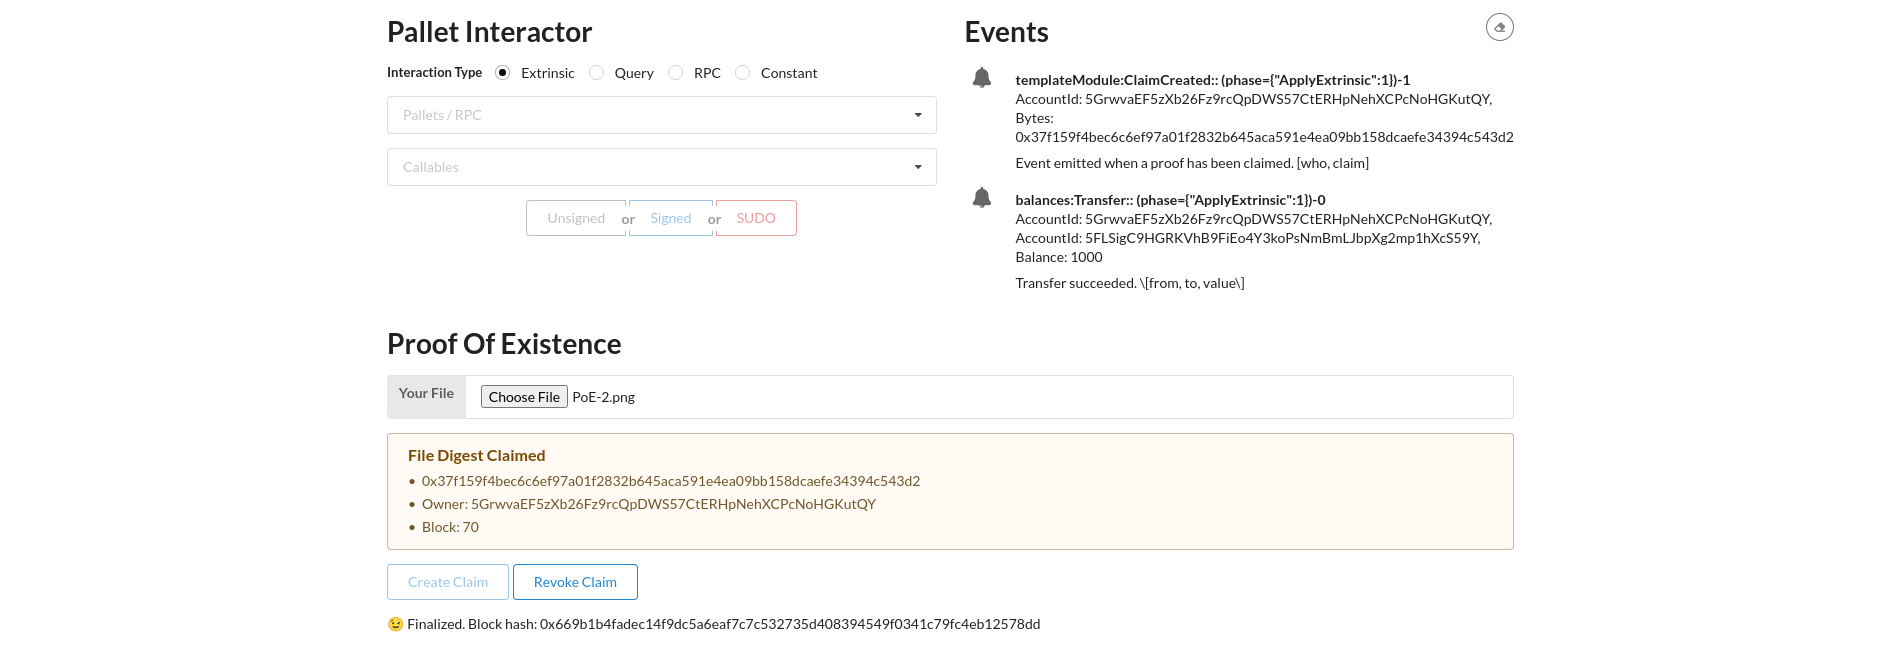 Pallet Interactor
Interaction Type Extrinsic Query RPC Constant
Pallets / RPC
Callables
Unsigned or Signed or SUDO
Events
templateModule:ClaimCreated:: (phase={"ApplyExtrinsic":1})-1
AccountId: 5GrwvaEF5zXb26Fz9rcQpDWS57CtERHpNehXCPcNoHGKutQY,
Bytes:
0x37f159f4bec6c6ef97a01f2832b645aca591e4ea09bb158dcaefe34394c543d2
Event emitted when a proof has been claimed. [who, claim]
balances:Transfer:: (phase={"ApplyExtrinsic":1})-0
AccountId: 5GrwvaEF5zXb26Fz9rcQpDWS57CtERHpNehXCPcNoHGKutQY,
AccountId: 5FLSigC9HGRKVhB9FiEo4Y3koPsNmBmLJbpXg2mp1hXcS59Y,
Balance: 1000
Transfer succeeded. \[from, to, value\]
Proof Of Existence
Your File Choose File PoE-2.png
File Digest Claimed
• 0x37f159f4bec6c6ef97a01f2832b645aca591e4ea09bb158dcaefe34394c543d2
• Owner: 5GrwvaEF5zXb26Fz9rcQpDWS57CtERHpNehXCPcNoHGKutQY
• Block: 70
Create Claim Revoke Claim
😉 Finalized. Block hash: 0x669b1b4fadec14f9dc5a6eaf7c7c532735d408394549f0341c79fc4eb12578dd